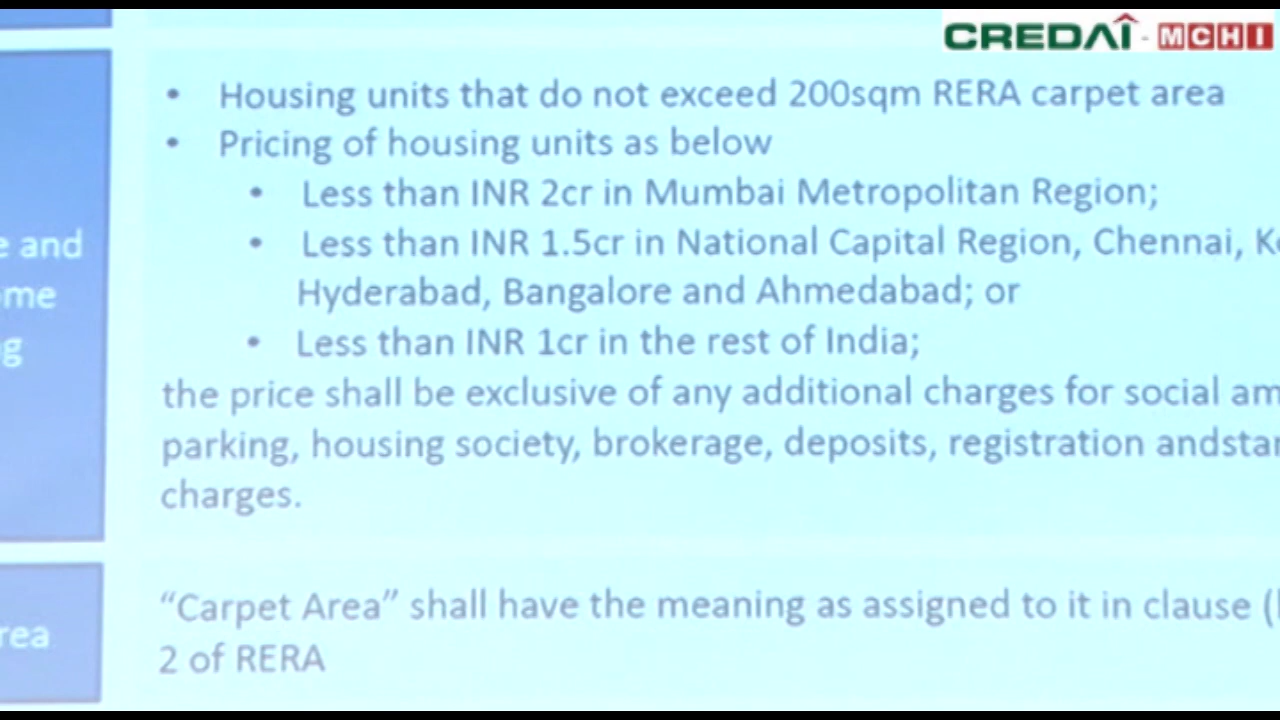 CREDAI - MCHI
• Housing units that do not exceed 200sqm RERA carpet area
• Pricing of housing units as below
• Less than INR 2cr in Mumbai Metropolitan Region;
• Less than INR 1.5cr in National Capital Region, Chennai,
and
Hyderabad, Bangalore and Ahmedabad; or
• Less than INR 1cr in the rest of India;
the price shall be exclusive of any additional charges for social
parking, housing society, brokerage, deposits, registration
charges.
"Carpet Area" shall have the meaning as assigned to it in clause
2 of RERA